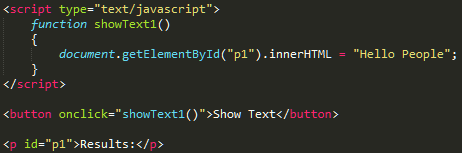 <script type="text/javascript">
    function showText1()
    {
        document.getElementById("p1").innerHTML = "Hello People";
    }
</script>

<button onclick="showText1()">Show Text</button>

<p id="p1">Results:</p>